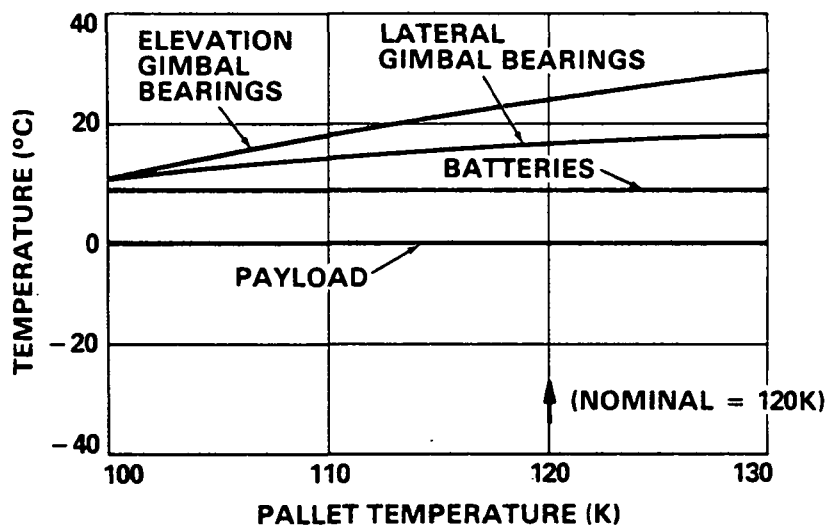 40
20
0
−20
−40
TEMPERATURE (°C)
ELEVATION
GIMBAL
BEARINGS
LATERAL
GIMBAL BEARINGS
BATTERIES
PAYLOAD
(NOMINAL = 120K)
100 110 120 130
PALLET TEMPERATURE (K)